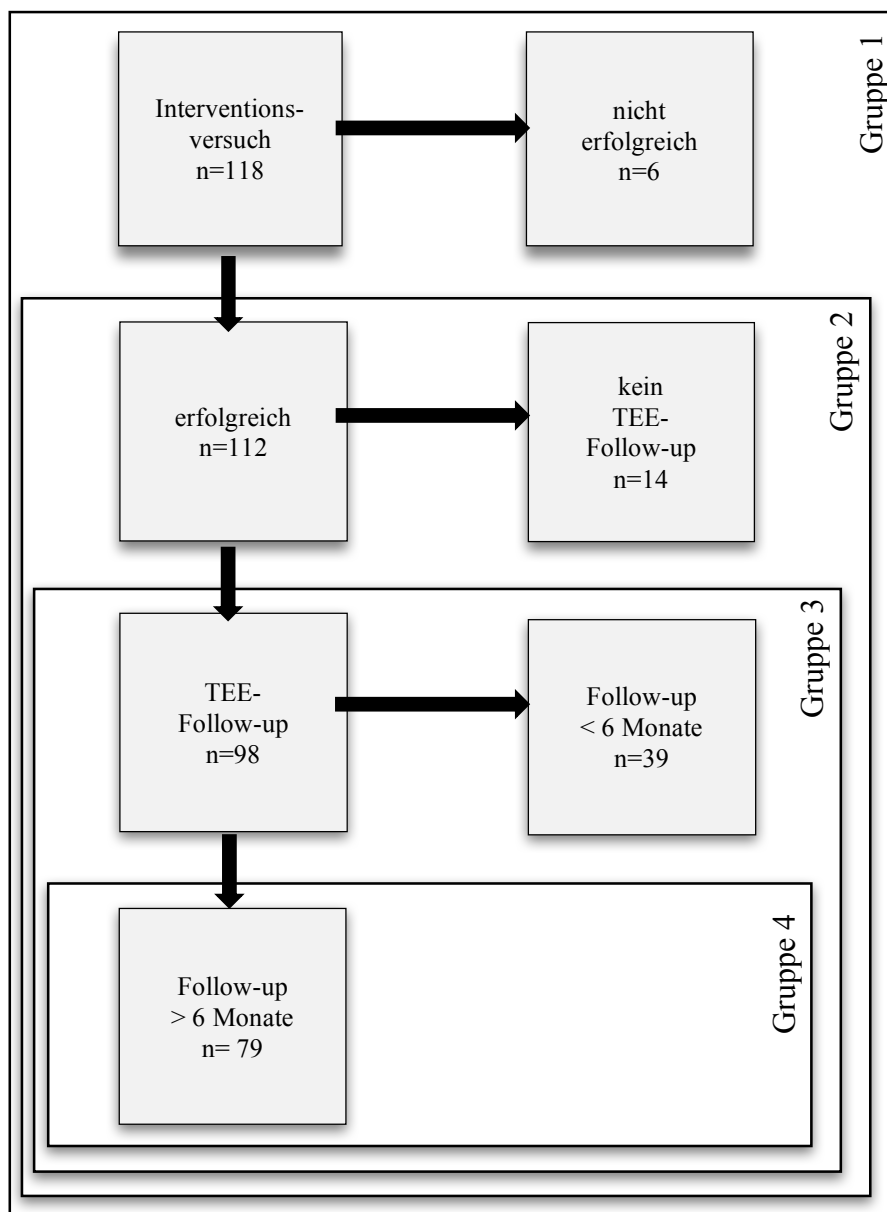 Gruppe 1
Interventions-
versuch
n=118
nicht
erfolgreich
n=6
Gruppe 2
erfolgreich
n=112
kein
TEE-
Follow-up
n=14
Gruppe 3
TEE-
Follow-up
n=98
Follow-up
< 6 Monate
n=39
Gruppe 4
Follow-up
> 6 Monate
n= 79